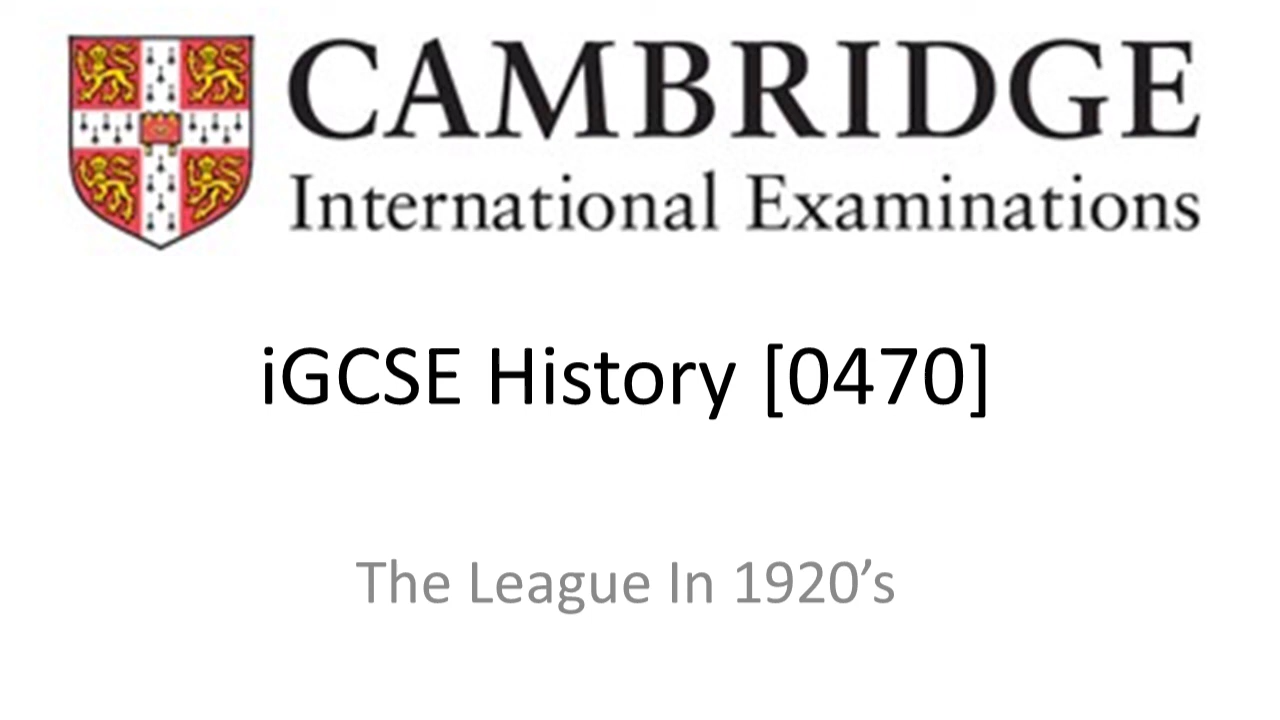 CAMBRIDGE
International Examinations
iGCSE History [0470]
The League In 1920’s